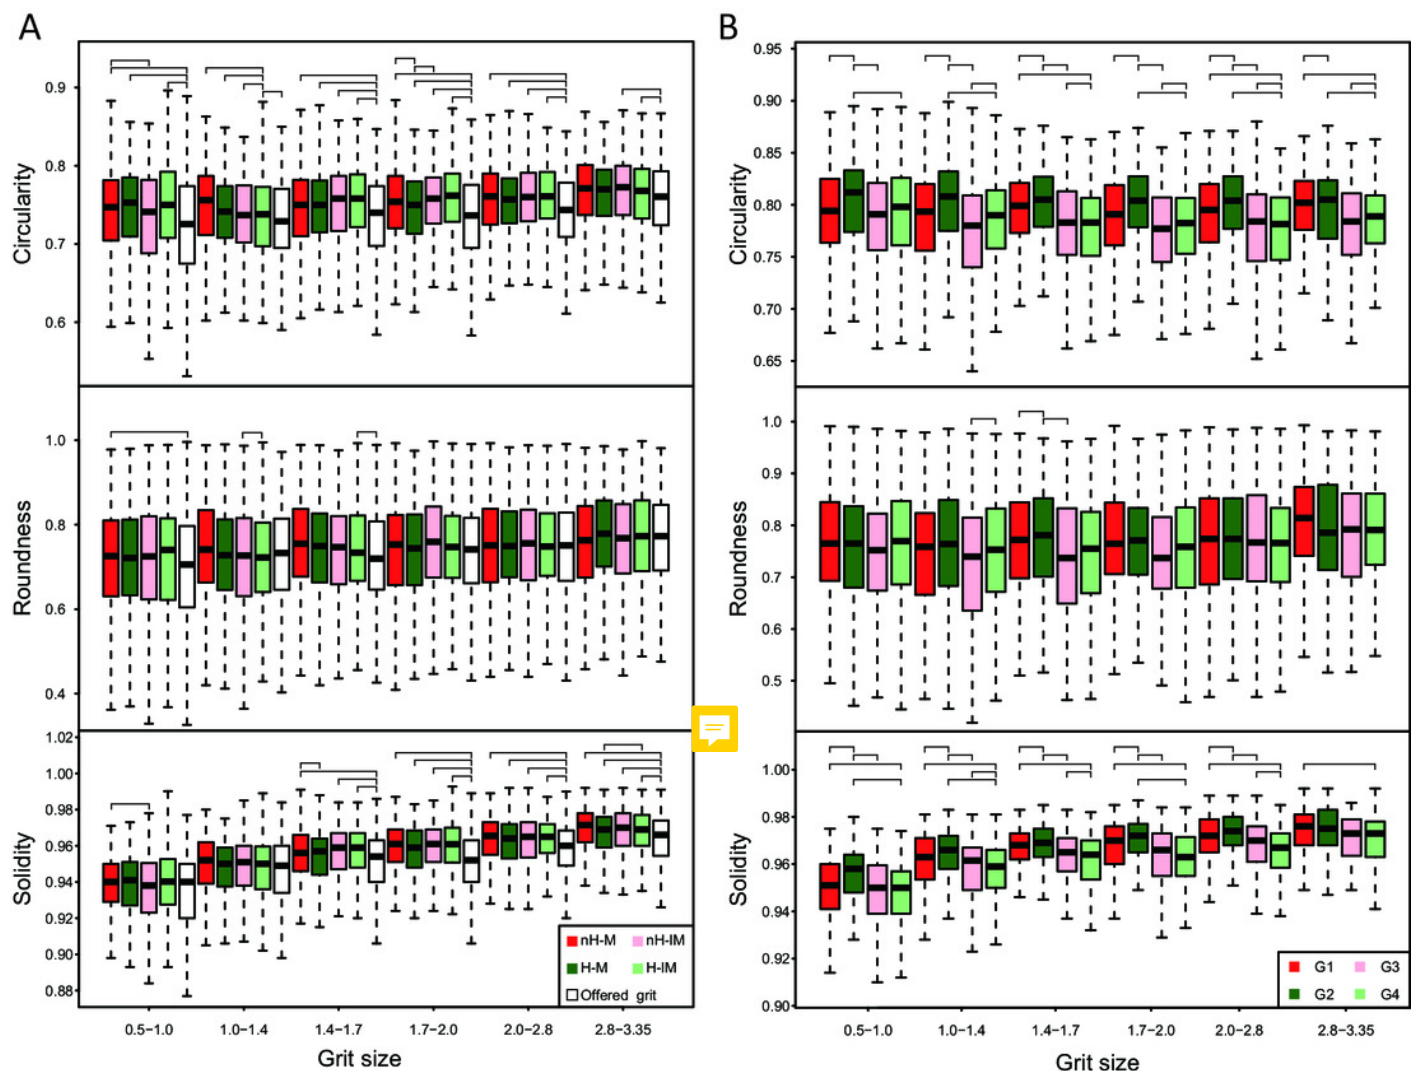 A
B
Circularity
0.9
0.8
0.7
0.6
Roundness
1.0
0.8
0.6
0.4
Solidity
1.02
1.00
0.98
0.96
0.94
0.92
0.90
0.88
nH-M nH-IM
H-M H-IM
Offered grit
0.5–1.0 1.0–1.4 1.4–1.7 1.7–2.0 2.0–2.8 2.8–3.35
Grit size
Circularity
0.95
0.90
0.85
0.80
0.75
0.70
0.65
Roundness
1.0
0.9
0.8
0.7
0.6
0.5
Solidity
1.00
0.98
0.96
0.94
0.92
0.90
G1 G3
G2 G4
0.5–1.0 1.0–1.4 1.4–1.7 1.7–2.0 2.0–2.8 2.8–3.35
Grit size